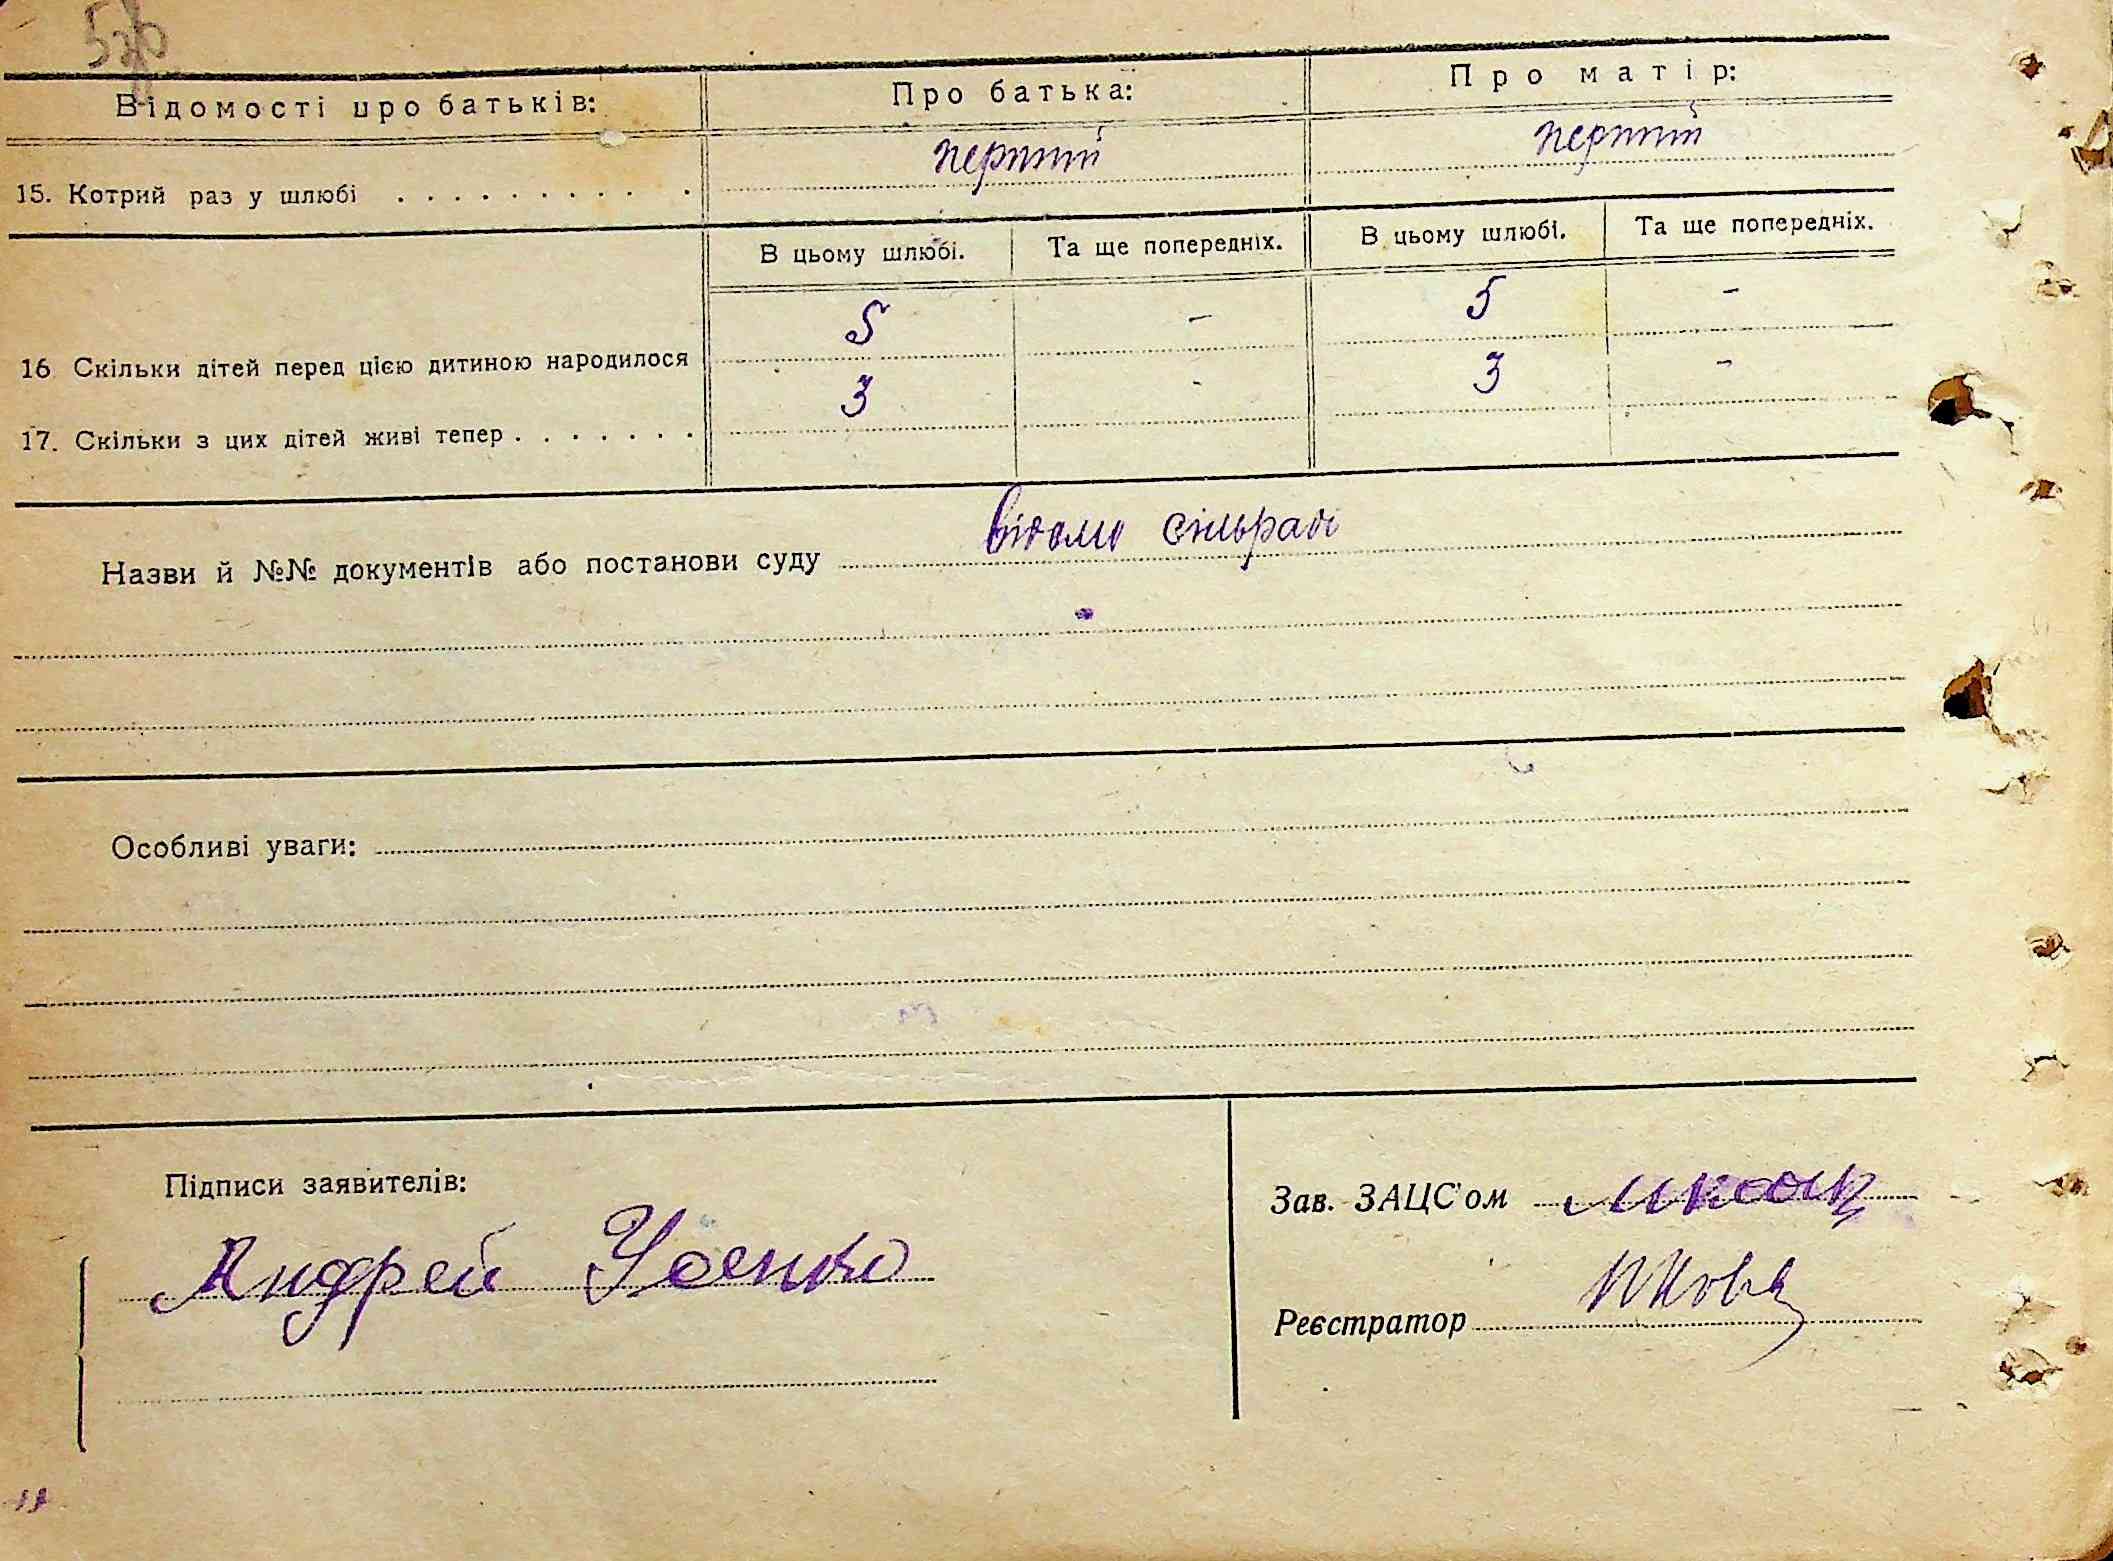 Відомості про батьків: Про батька: Про матір:
15. Котрий раз у шлюбі . . . . . . . . . . перший перший
В цьому шлюбі. Та ще попередніх. В цьому шлюбі. Та ще попередніх.
16 Скільки дітей перед цією дитиною народилося 5 - 5 -
17. Скільки з цих дітей живі тепер . . . . . . . 3 - 3 -
Назви й №№ документів або постанови суду відомо сільраді
Особливі уваги:
Підписи заявителів:
Зав. ЗАЦС'ом
Андрей
Реєстратор